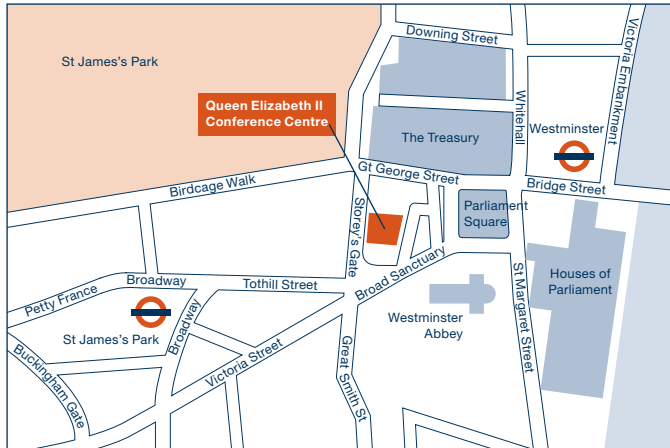 Downing Street
Victoria Embankment
St James's Park
Queen Elizabeth II
Conference Centre
Whitehall
Westminster
The Treasury
Gt George Street
Birdcage Walk
Bridge Street
Storey's Gate
Parliament
Square
Broad Sanctuary
Houses of
Parliament
Petty France
Broadway
Tothill Street
St Margaret Street
Westminster
Abbey
St James's Park
Broadway
Buckingham Gate
Victoria Street
Great Smith St